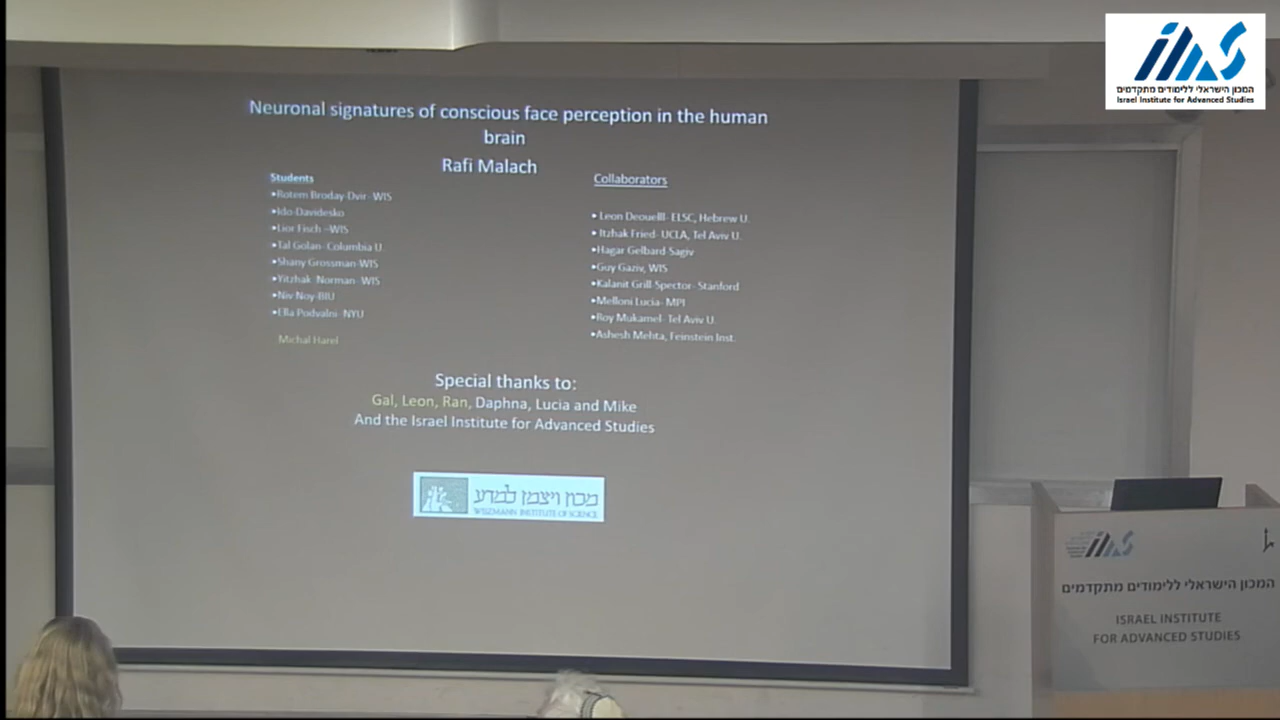 המכון הישראלי ללימודים מתקדמים
Israel Institute for Advanced Studies
Neuronal signatures of conscious face perception in the human
brain
Rafi Malach
Students
•Rotem Broday-Dvir- WIS
•Ido-Davidesko
•Lior Fisch –WIS
•Tal Golan- Columbia U.
•Shany Grossman-WIS
•Yitzhak Norman- WIS
•Niv Noy-BIU
•Ella Podvalni- NYU
Michal Harel
Collaborators
• Leon Deouelll- ELSC, Hebrew U.
• Itzhak Fried- UCLA, Tel Aviv U.
•Hagar Gelbard-Sagiv
•Guy Gaziv, WIS
•Kalanit Grill-Spector- Stanford
•Melloni Lucia- MPI
•Roy Mukamel- Tel Aviv U.
•Ashesh Mehta, Feinstein Inst.
Special thanks to:
Gal, Leon, Ran, Daphna, Lucia and Mike
And the Israel Institute for Advanced Studies
מכון ויצמן למדע
WEIZMANN INSTITUTE OF SCIENCE
המכון הישראלי ללימודים מתקדמים
ISRAEL INSTITUTE
FOR ADVANCED STUDIES